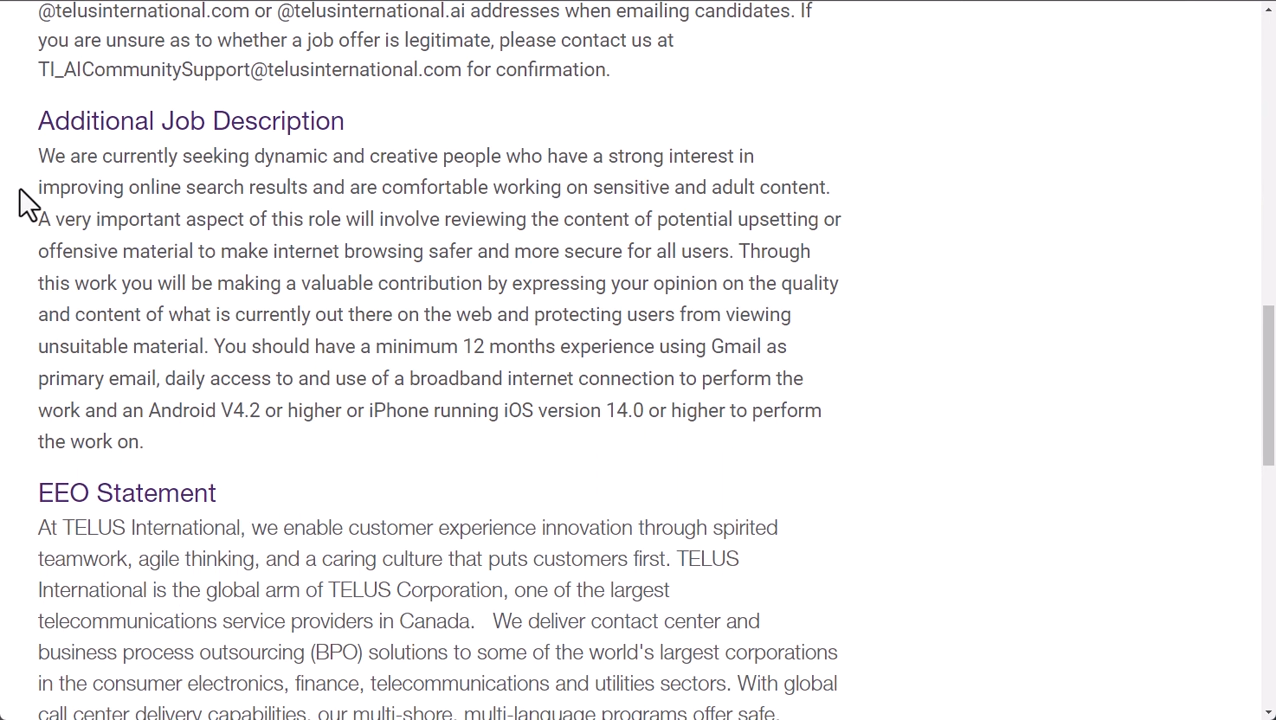 @telusinternational.com or @telusinternational.ai addresses when emailing candidates. If
you are unsure as to whether a job offer is legitimate, please contact us at
TI_AICommunitySupport@telusinternational.com for confirmation.
Additional Job Description
We are currently seeking dynamic and creative people who have a strong interest in
improving online search results and are comfortable working on sensitive and adult content.
A very important aspect of this role will involve reviewing the content of potential upsetting or
offensive material to make internet browsing safer and more secure for all users. Through
this work you will be making a valuable contribution by expressing your opinion on the quality
and content of what is currently out there on the web and protecting users from viewing
unsuitable material. You should have a minimum 12 months experience using Gmail as
primary email, daily access to and use of a broadband internet connection to perform the
work and an Android V4.2 or higher or iPhone running iOS version 14.0 or higher to perform
the work on.
EEO Statement
At TELUS International, we enable customer experience innovation through spirited
teamwork, agile thinking, and a caring culture that puts customers first. TELUS
International is the global arm of TELUS Corporation, one of the largest
telecommunications service providers in Canada.   We deliver contact center and
business process outsourcing (BPO) solutions to some of the world's largest corporations
in the consumer electronics, finance, telecommunications and utilities sectors. With global
call center delivery capabilities, our multi-shore, multi-language programs offer safe,